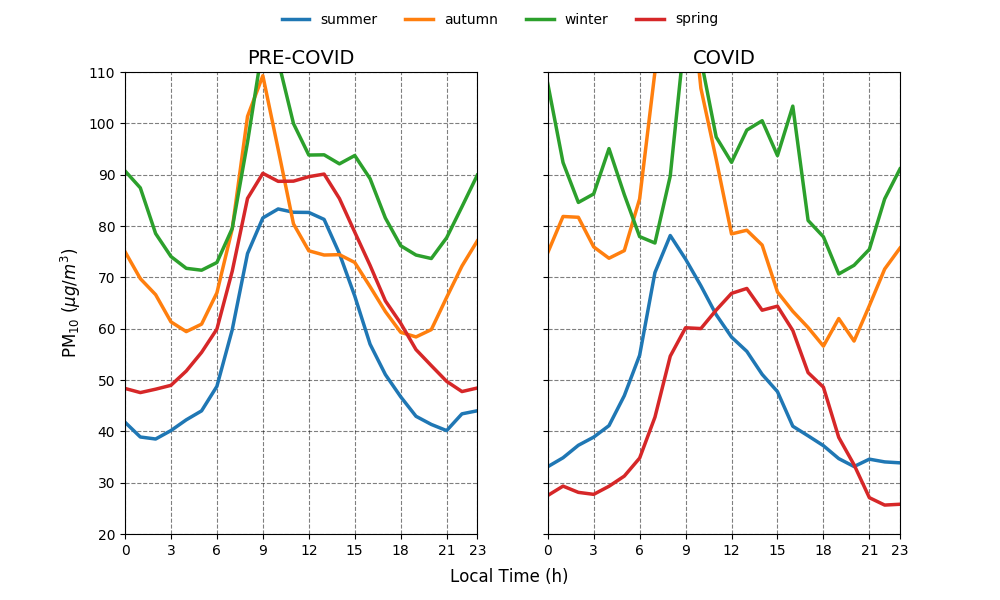 summer autumn winter spring
PRE-COVID COVID
110
100
90
80
70
60
50
40
30
20
PM₁₀ (μg/m³)
0 3 6 9 12 15 18 21 23 0 3 6 9 12 15 18 21 23
Local Time (h)